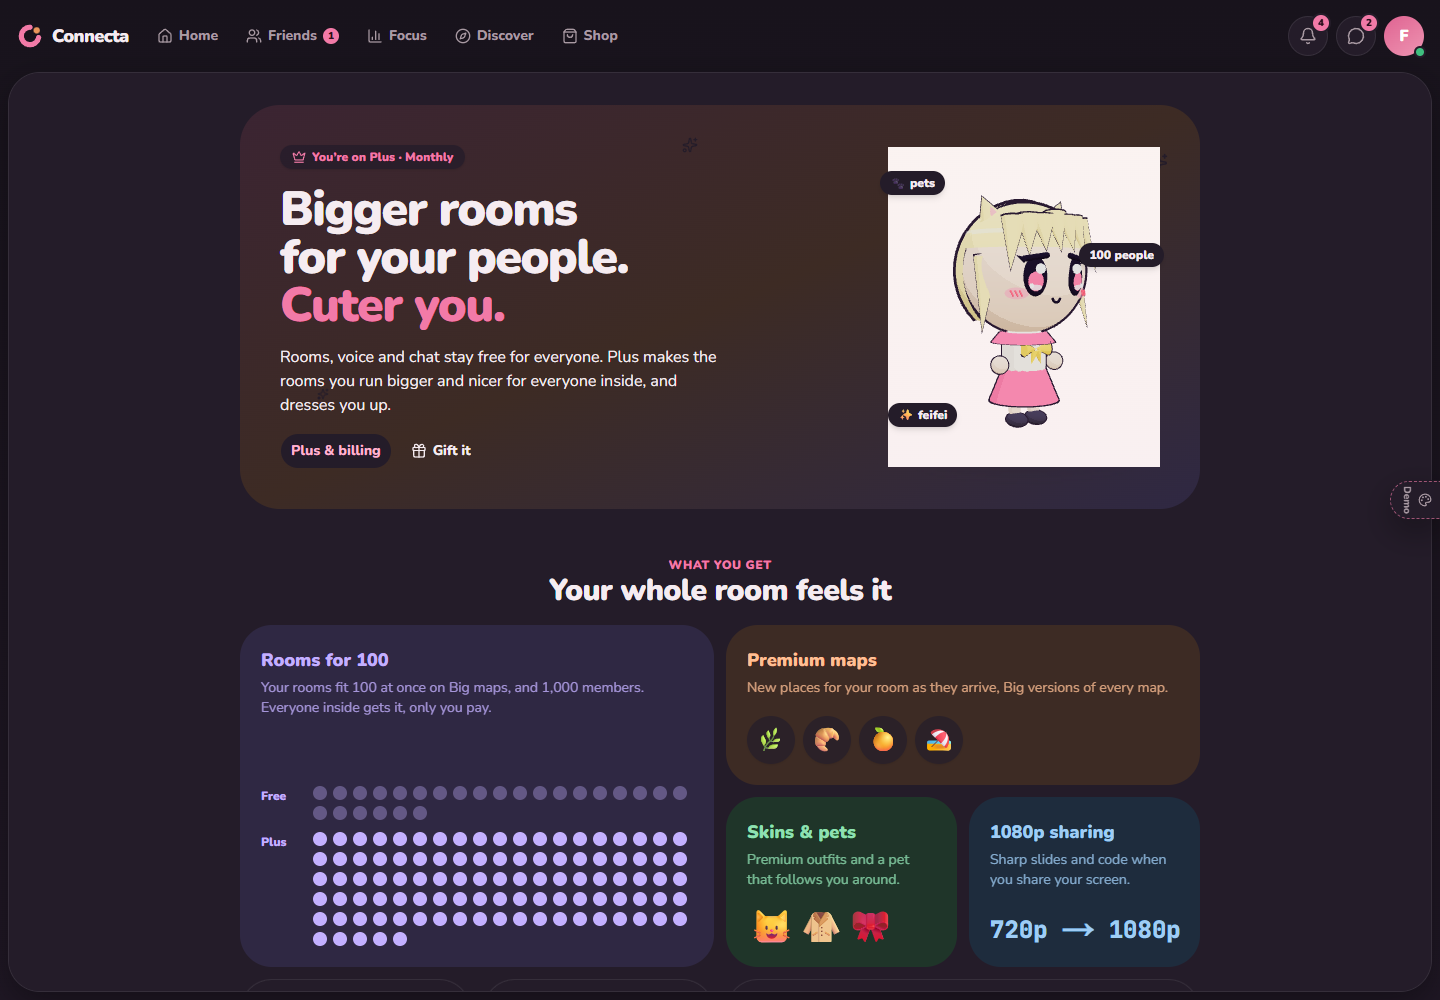 Connecta
Home
Friends 1
Focus
Discover
Shop
4
2
F
You're on Plus · Monthly
Bigger rooms
for your people.
Cuter you.
Rooms, voice and chat stay free for everyone. Plus makes the
rooms you run bigger and nicer for everyone inside, and
dresses you up.
Plus & billing
Gift it
pets
100 people
feifei
Demo
WHAT YOU GET
Your whole room feels it
Rooms for 100
Your rooms fit 100 at once on Big maps, and 1,000 members.
Everyone inside gets it, only you pay.
Free
Plus
Premium maps
New places for your room as they arrive, Big versions of every map.
Skins & pets
Premium outfits and a pet
that follows you around.
1080p sharing
Sharp slides and code when
you share your screen.
720p → 1080p